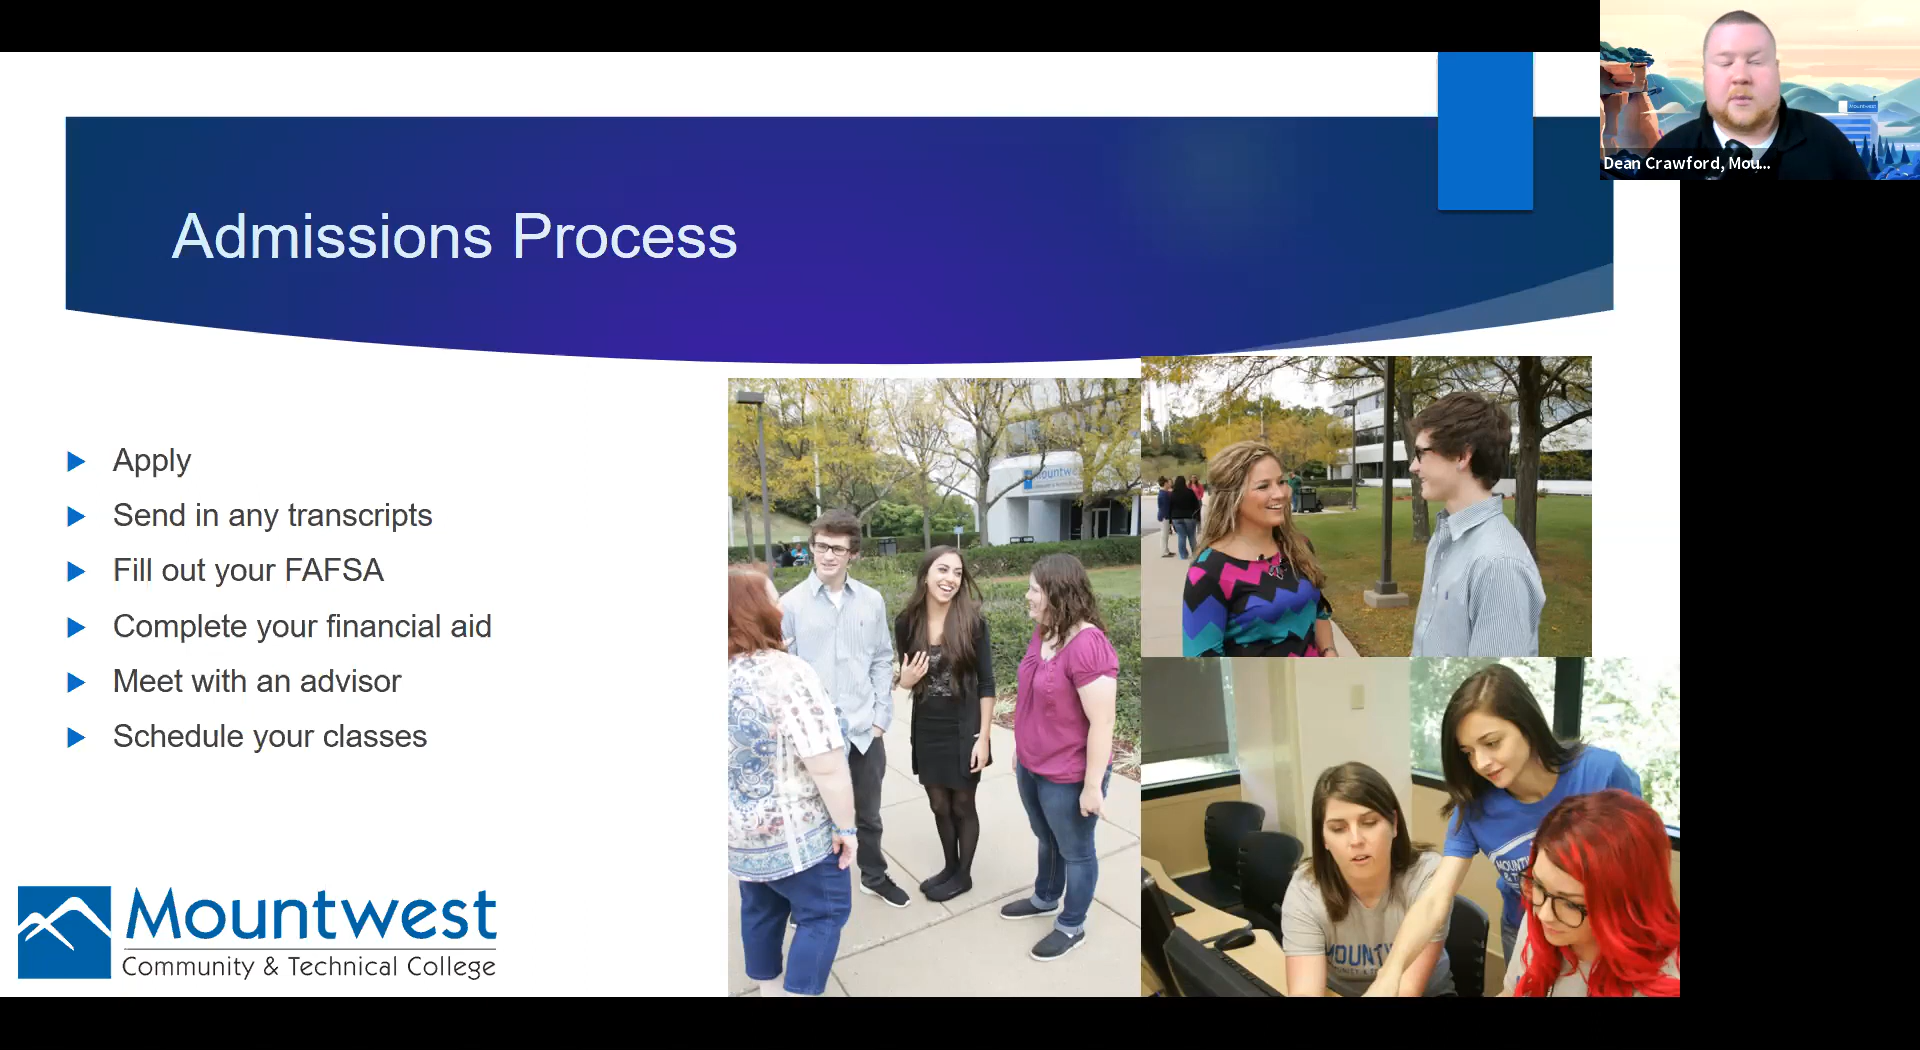 Admissions Process
Dean Crawford, Mou...
Apply
Send in any transcripts
Fill out your FAFSA
Complete your financial aid
Meet with an advisor
Schedule your classes
Mountwest
Community & Technical College